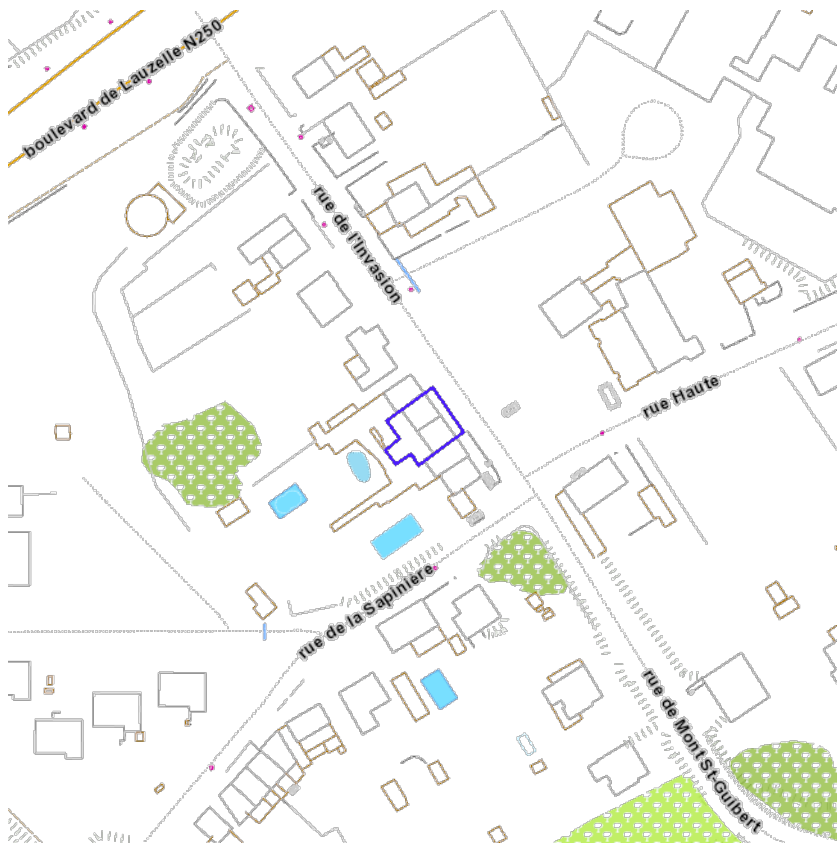 boulevard de Lauzelle N250
rue de l'Invasion
rue Haute
rue de la Sapinière
rue de Mont St-Guibert